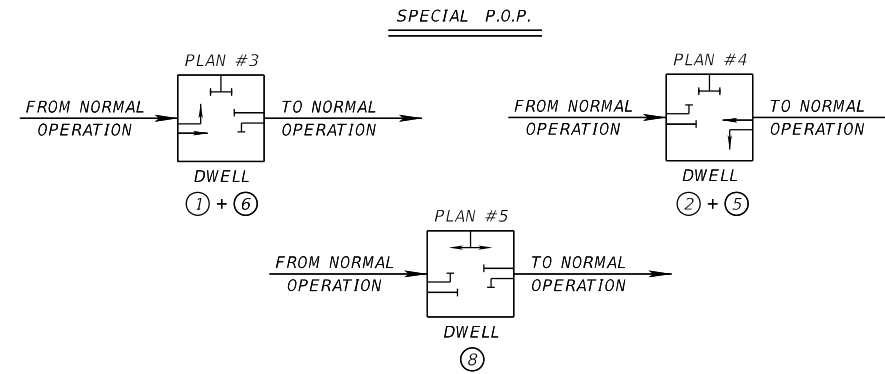 SPECIAL P.O.P.
PLAN #3
FROM NORMAL
OPERATION
TO NORMAL
OPERATION
DWELL
1 + 6
PLAN #4
FROM NORMAL
OPERATION
TO NORMAL
OPERATION
DWELL
2 + 5
PLAN #5
FROM NORMAL
OPERATION
TO NORMAL
OPERATION
DWELL
8